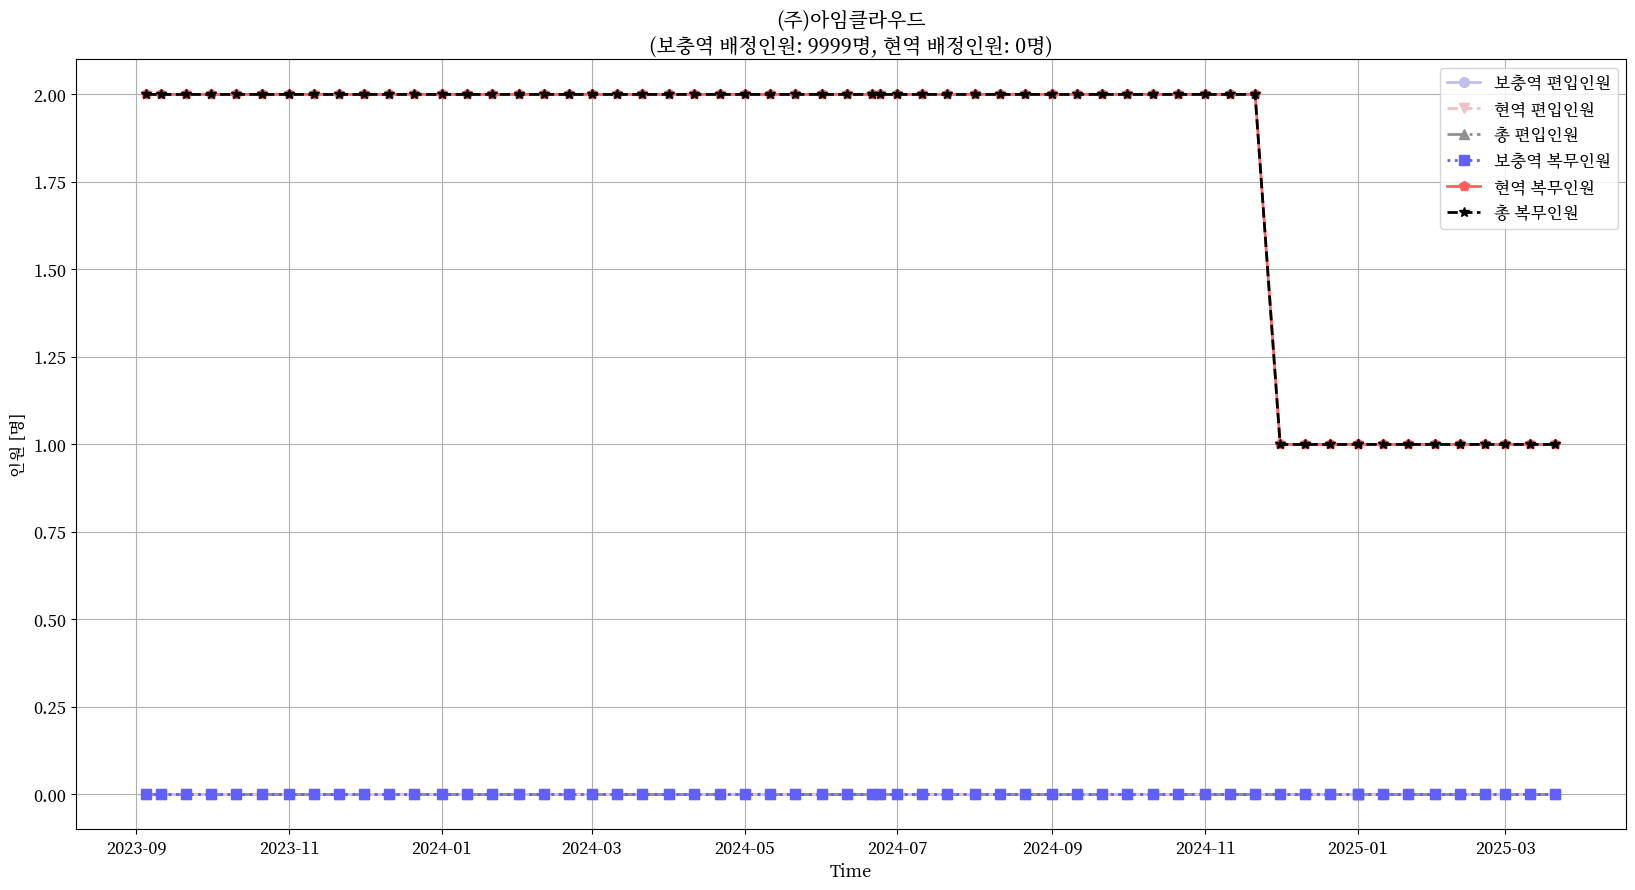 (주)아임클라우드
(보충역 배정인원: 9999명, 현역 배정인원: 0명)
보충역 편입인원
현역 편입인원
총 편입인원
보충역 복무인원
현역 복무인원
총 복무인원
인원 [명]
2.00
1.75
1.50
1.25
1.00
0.75
0.50
0.25
0.00
2023-09 2023-11 2024-01 2024-03 2024-05 2024-07 2024-09 2024-11 2025-01 2025-03
Time